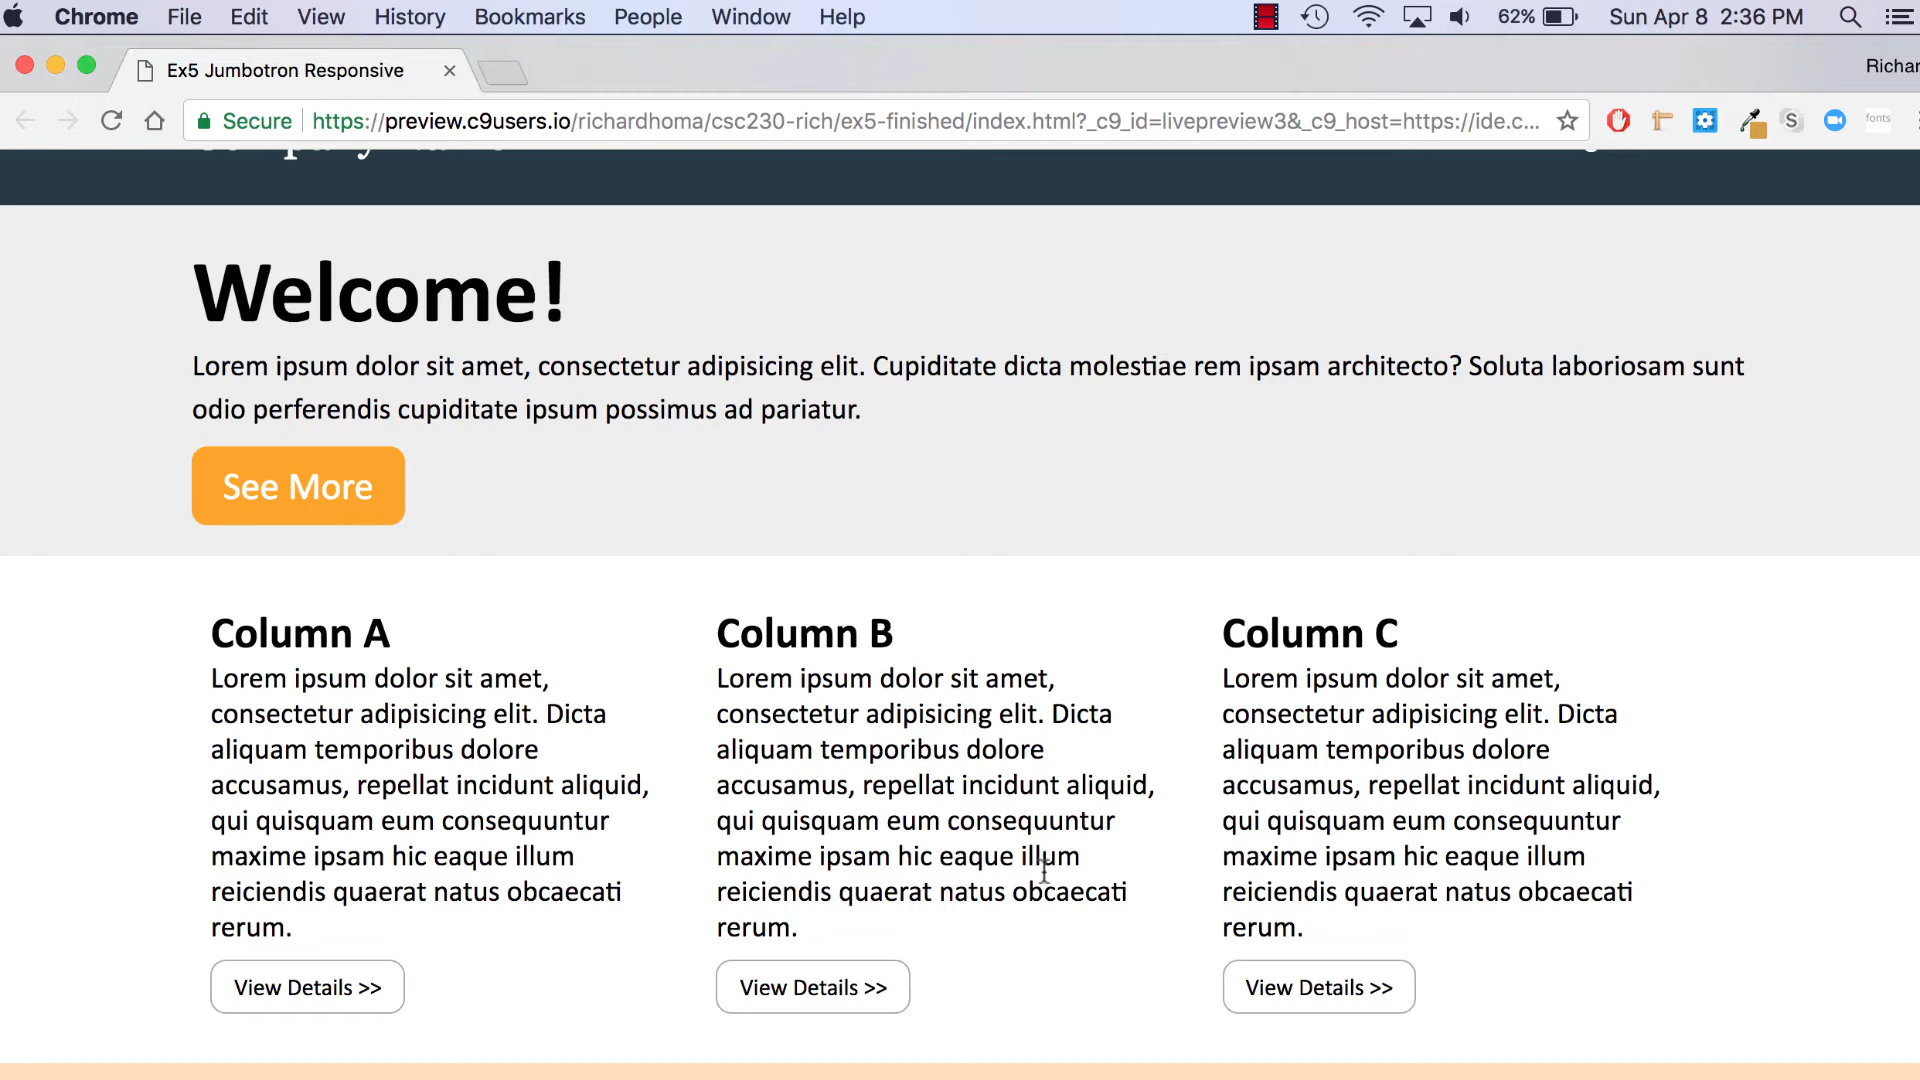 Chrome File Edit View History Bookmarks People Window Help 62% Sun Apr 8 2:36 PM
Ex5 Jumbotron Responsive
Richar
Secure https://preview.c9users.io/richardhoma/csc230-rich/ex5-finished/index.html?_c9_id=livepreview3&_c9_host=https://ide.c... S fonts
Welcome!
Lorem ipsum dolor sit amet, consectetur adipisicing elit. Cupiditate dicta molestiae rem ipsam architecto? Soluta laboriosam sunt
odio perferendis cupiditate ipsum possimus ad pariatur.
See More
Column A
Lorem ipsum dolor sit amet,
consectetur adipisicing elit. Dicta
aliquam temporibus dolore
accusamus, repellat incidunt aliquid,
qui quisquam eum consequuntur
maxime ipsam hic eaque illum
reiciendis quaerat natus obcaecati
rerum.
View Details >>
Column B
Lorem ipsum dolor sit amet,
consectetur adipisicing elit. Dicta
aliquam temporibus dolore
accusamus, repellat incidunt aliquid,
qui quisquam eum consequuntur
maxime ipsam hic eaque illum
reiciendis quaerat natus obcaecati
rerum.
View Details >>
Column C
Lorem ipsum dolor sit amet,
consectetur adipisicing elit. Dicta
aliquam temporibus dolore
accusamus, repellat incidunt aliquid,
qui quisquam eum consequuntur
maxime ipsam hic eaque illum
reiciendis quaerat natus obcaecati
rerum.
View Details >>